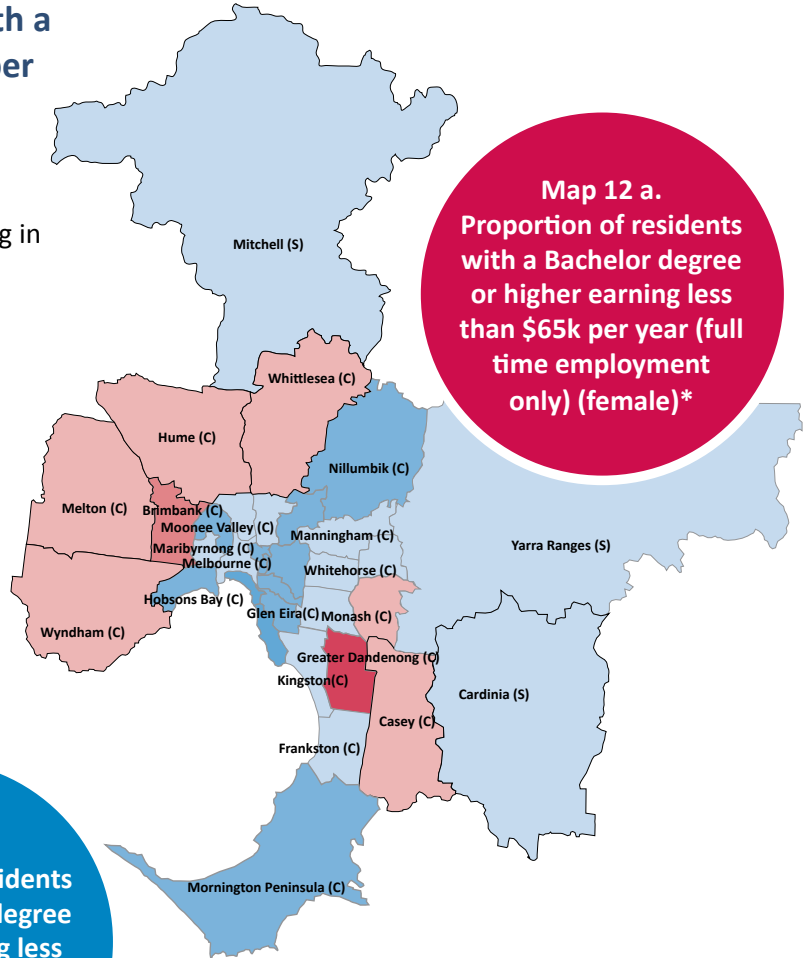 th a
per
g in
Map 12 a.
Proportion of residents
with a Bachelor degree
or higher earning less
than $65k per year (full
time employment
only) (female)*
Mitchell (S)
Whittlesea (C)
Hume (C)
Nillumbik (C)
Melton (C)
Brimbank (C)
Moonee Valley (C)
Manningham (C)
Yarra Ranges (S)
Maribyrnong (C)
Melbourne (C)
Whitehorse (C)
Hobsons Bay (C)
Glen Eira(C)
Monash (C)
Wyndham (C)
Greater Dandenong (C)
Kingston(C)
Cardinia (S)
Casey (C)
Frankston (C)
Mornington Peninsula (C)
idents
degree
g less